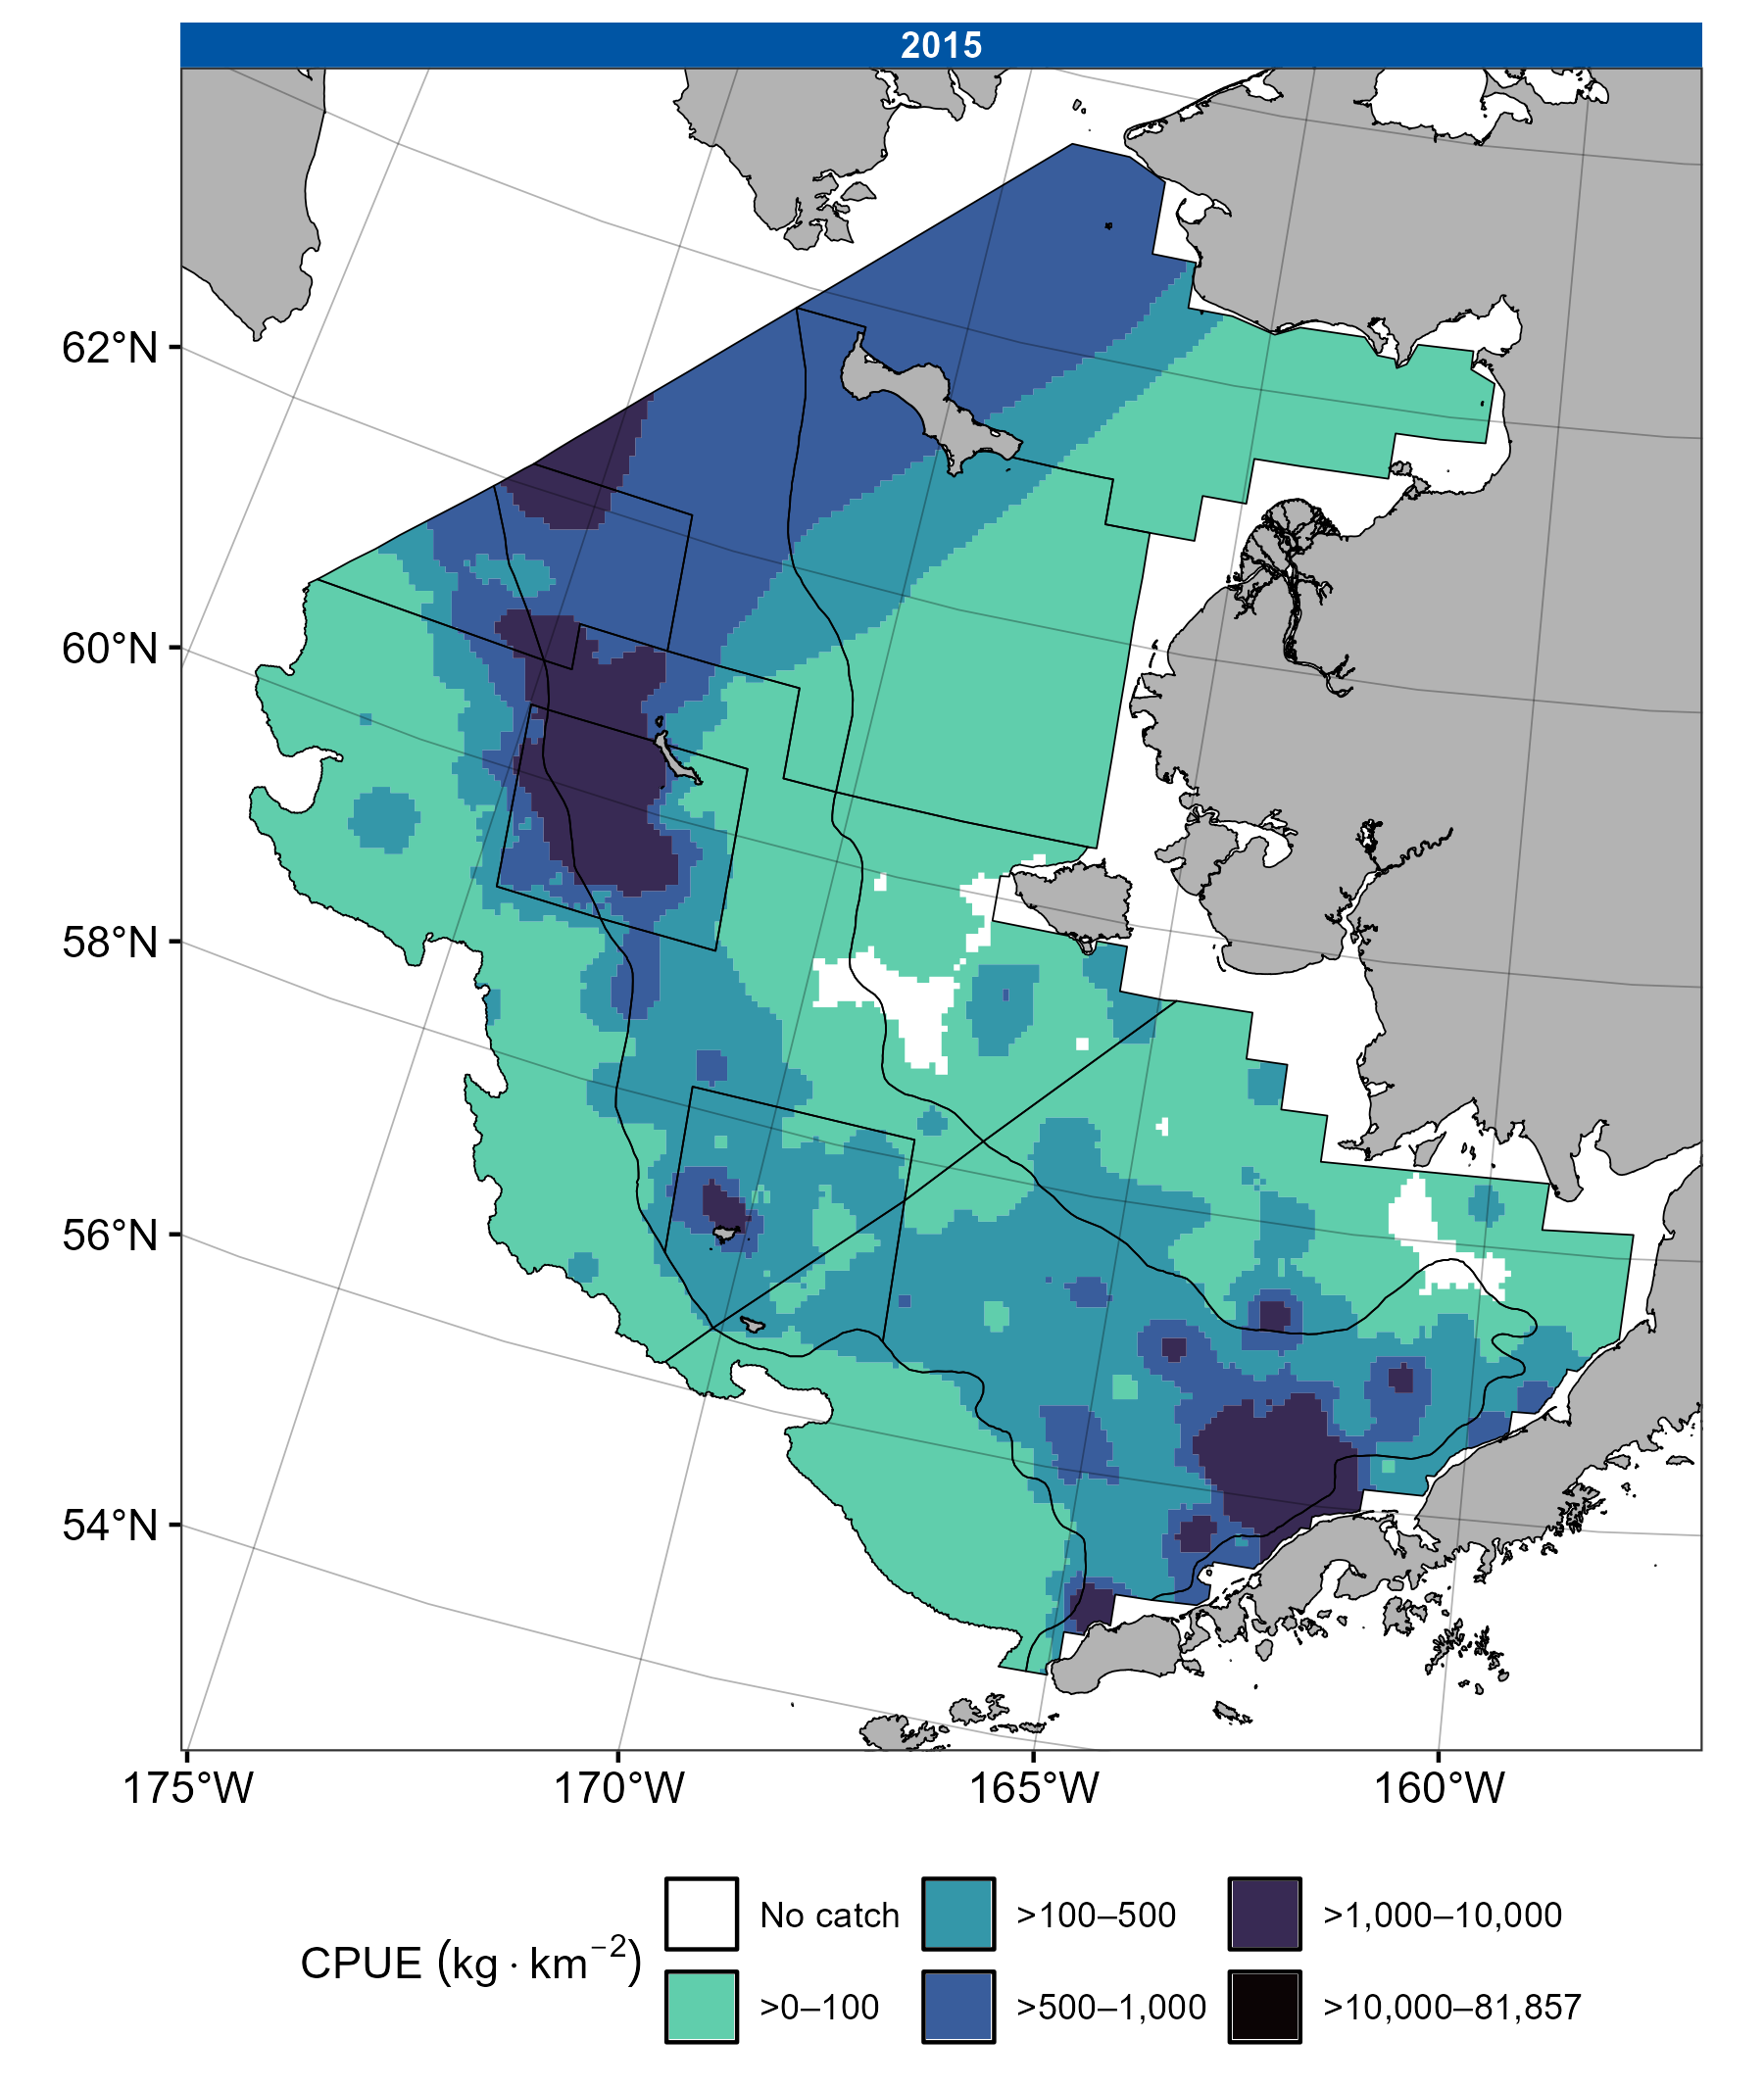 2015
62°N
60°N
58°N
56°N
54°N
175°W 170°W 165°W 160°W
CPUE (kg · km⁻²)
No catch >100–500 >1,000–10,000
>0–100 >500–1,000 >10,000–81,857